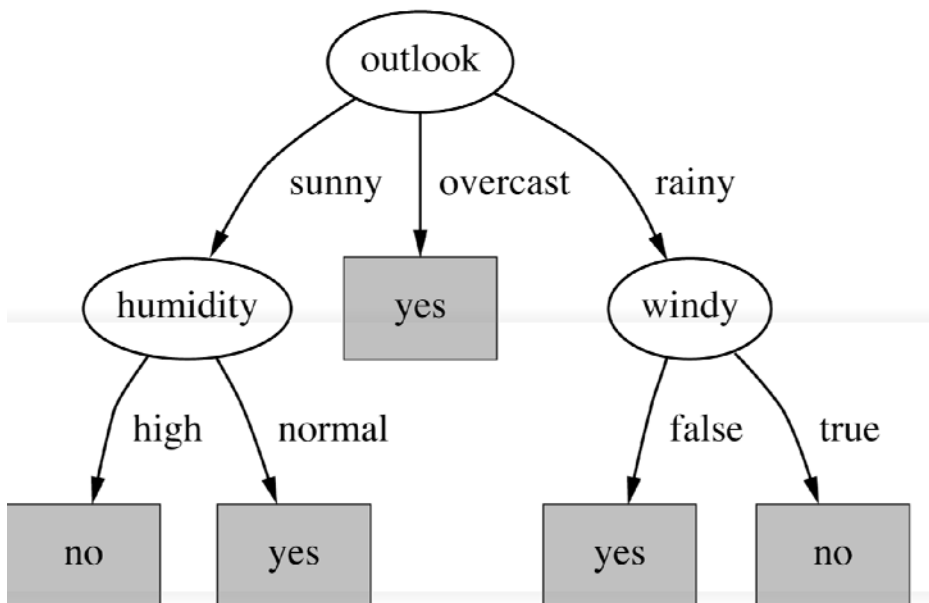 outlook
sunny overcast rainy
humidity yes windy
high normal false true
no yes yes no